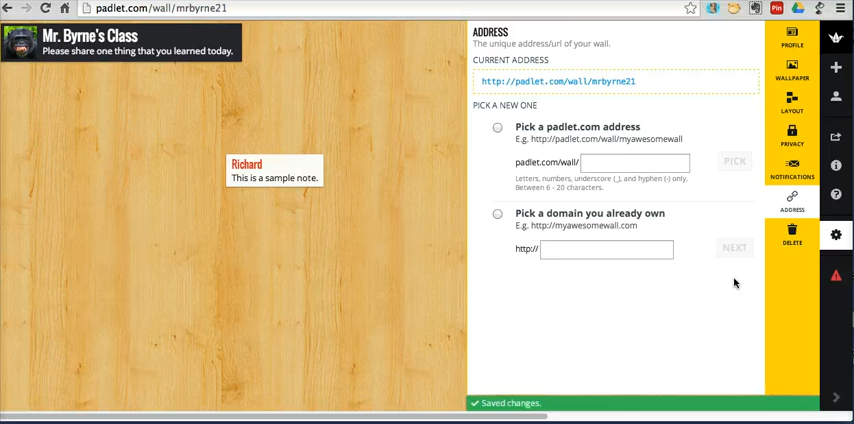 padlet.com/wall/mrbyrne21
Mr. Byrne's Class
Please share one thing that you learned today.
Richard
This is a sample note.
ADDRESS
The unique address/url of your wall.
CURRENT ADDRESS
http://padlet.com/wall/mrbyrne21
PICK A NEW ONE
Pick a padlet.com address
E.g. http://padlet.com/wall/myawesomewall
padlet.com/wall/
PICK
Letters, numbers, underscore (_), and hyphen (-) only.
Between 6 - 20 characters.
Pick a domain you already own
E.g. http://myawesomewall.com
http://
NEXT
Saved changes.
PROFILE
WALLPAPER
LAYOUT
PRIVACY
NOTIFICATIONS
ADDRESS
DELETE
Pin